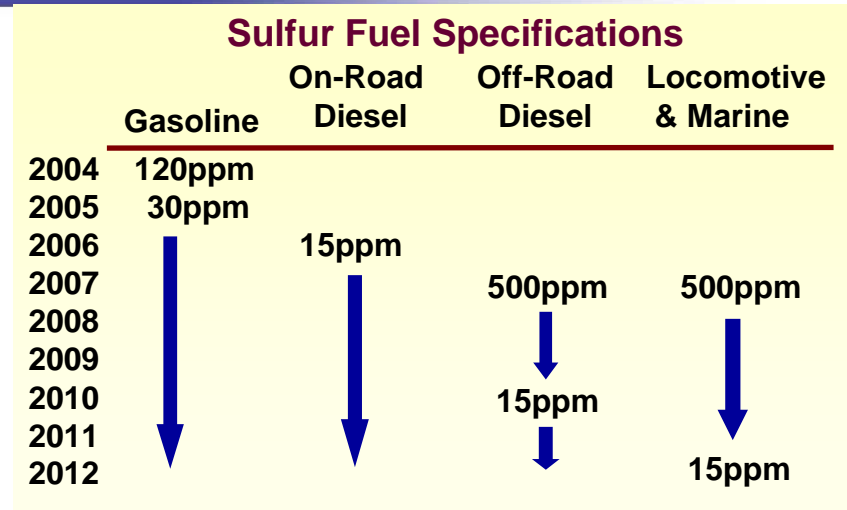 Sulfur Fuel Specifications
On-Road Off-Road Locomotive
Gasoline Diesel Diesel & Marine
2004 120ppm
2005 30ppm
2006 15ppm
2007 500ppm 500ppm
2008
2009
2010 15ppm
2011
2012 15ppm